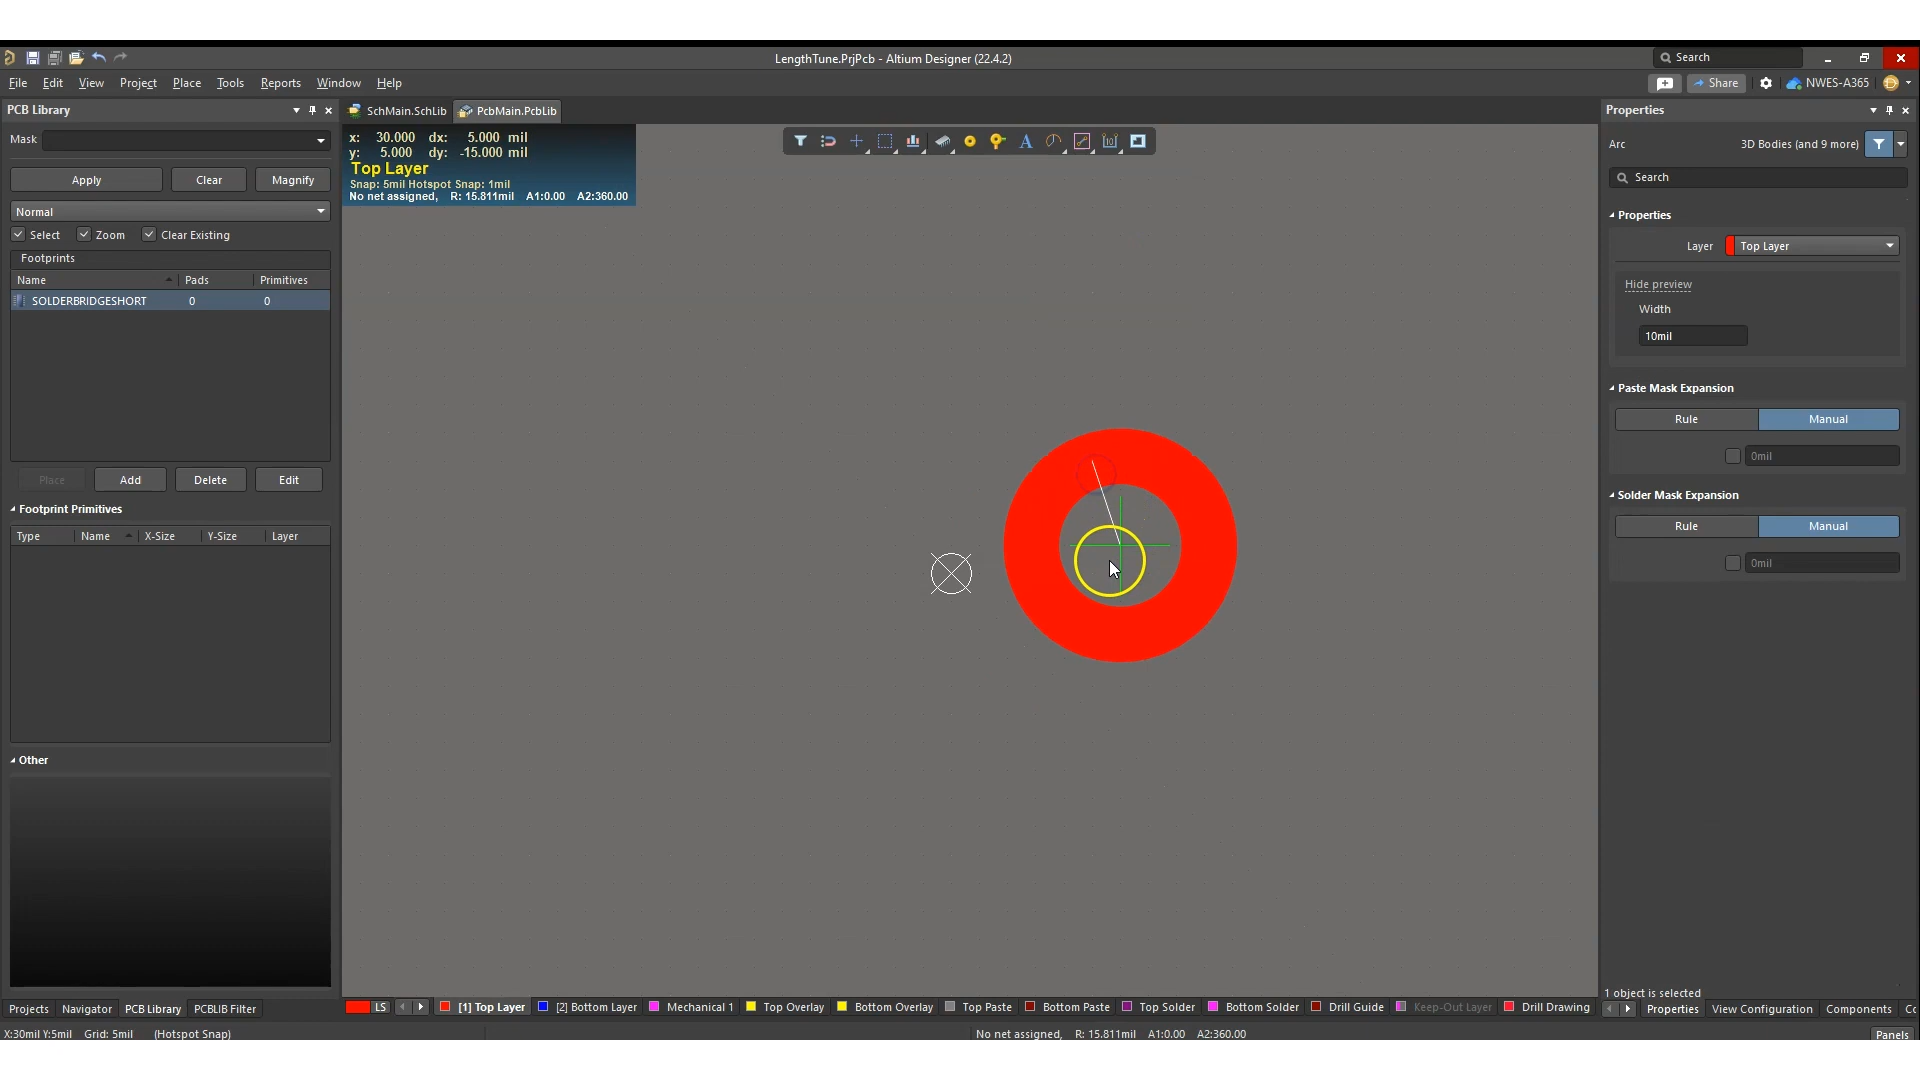 LengthTune.PrjPcb - Altium Designer (22.4.2)
Search
File Edit View Project Place Tools Reports Window Help
Share
NWES-A365
PCB Library
SchMain.SchLib
PcbMain.PcbLib
Properties
Mask
Apply
Clear
Magnify
Normal
Select
Zoom
Clear Existing
Footprints
Name Pads Primitives
SOLDERBRIDGESHORT 0 0
Place
Add
Delete
Edit
Footprint Primitives
Type Name X-Size Y-Size Layer
Other
x: 30.000 dx: 5.000 mil
y: 5.000 dy: -15.000 mil
Top Layer
Snap: 5mil Hotspot Snap: 1mil
No net assigned, R: 15.811mil A1:0.00 A2:360.00
Arc
3D Bodies (and 9 more)
Search
Properties
Layer
Top Layer
Hide preview
Width
10mil
Paste Mask Expansion
Rule
Manual
0mil
Solder Mask Expansion
Rule
Manual
0mil
1 object is selected
Projects
Navigator
PCB Library
PCBLIB Filter
LS
[1] Top Layer
[2] Bottom Layer
Mechanical 1
Top Overlay
Bottom Overlay
Top Paste
Bottom Paste
Top Solder
Bottom Solder
Drill Guide
Keep-Out Layer
Drill Drawing
Properties
View Configuration
Components
Co
X:30mil Y:5mil Grid: 5mil (Hotspot Snap)
No net assigned, R: 15.811mil A1:0.00 A2:360.00
Panels